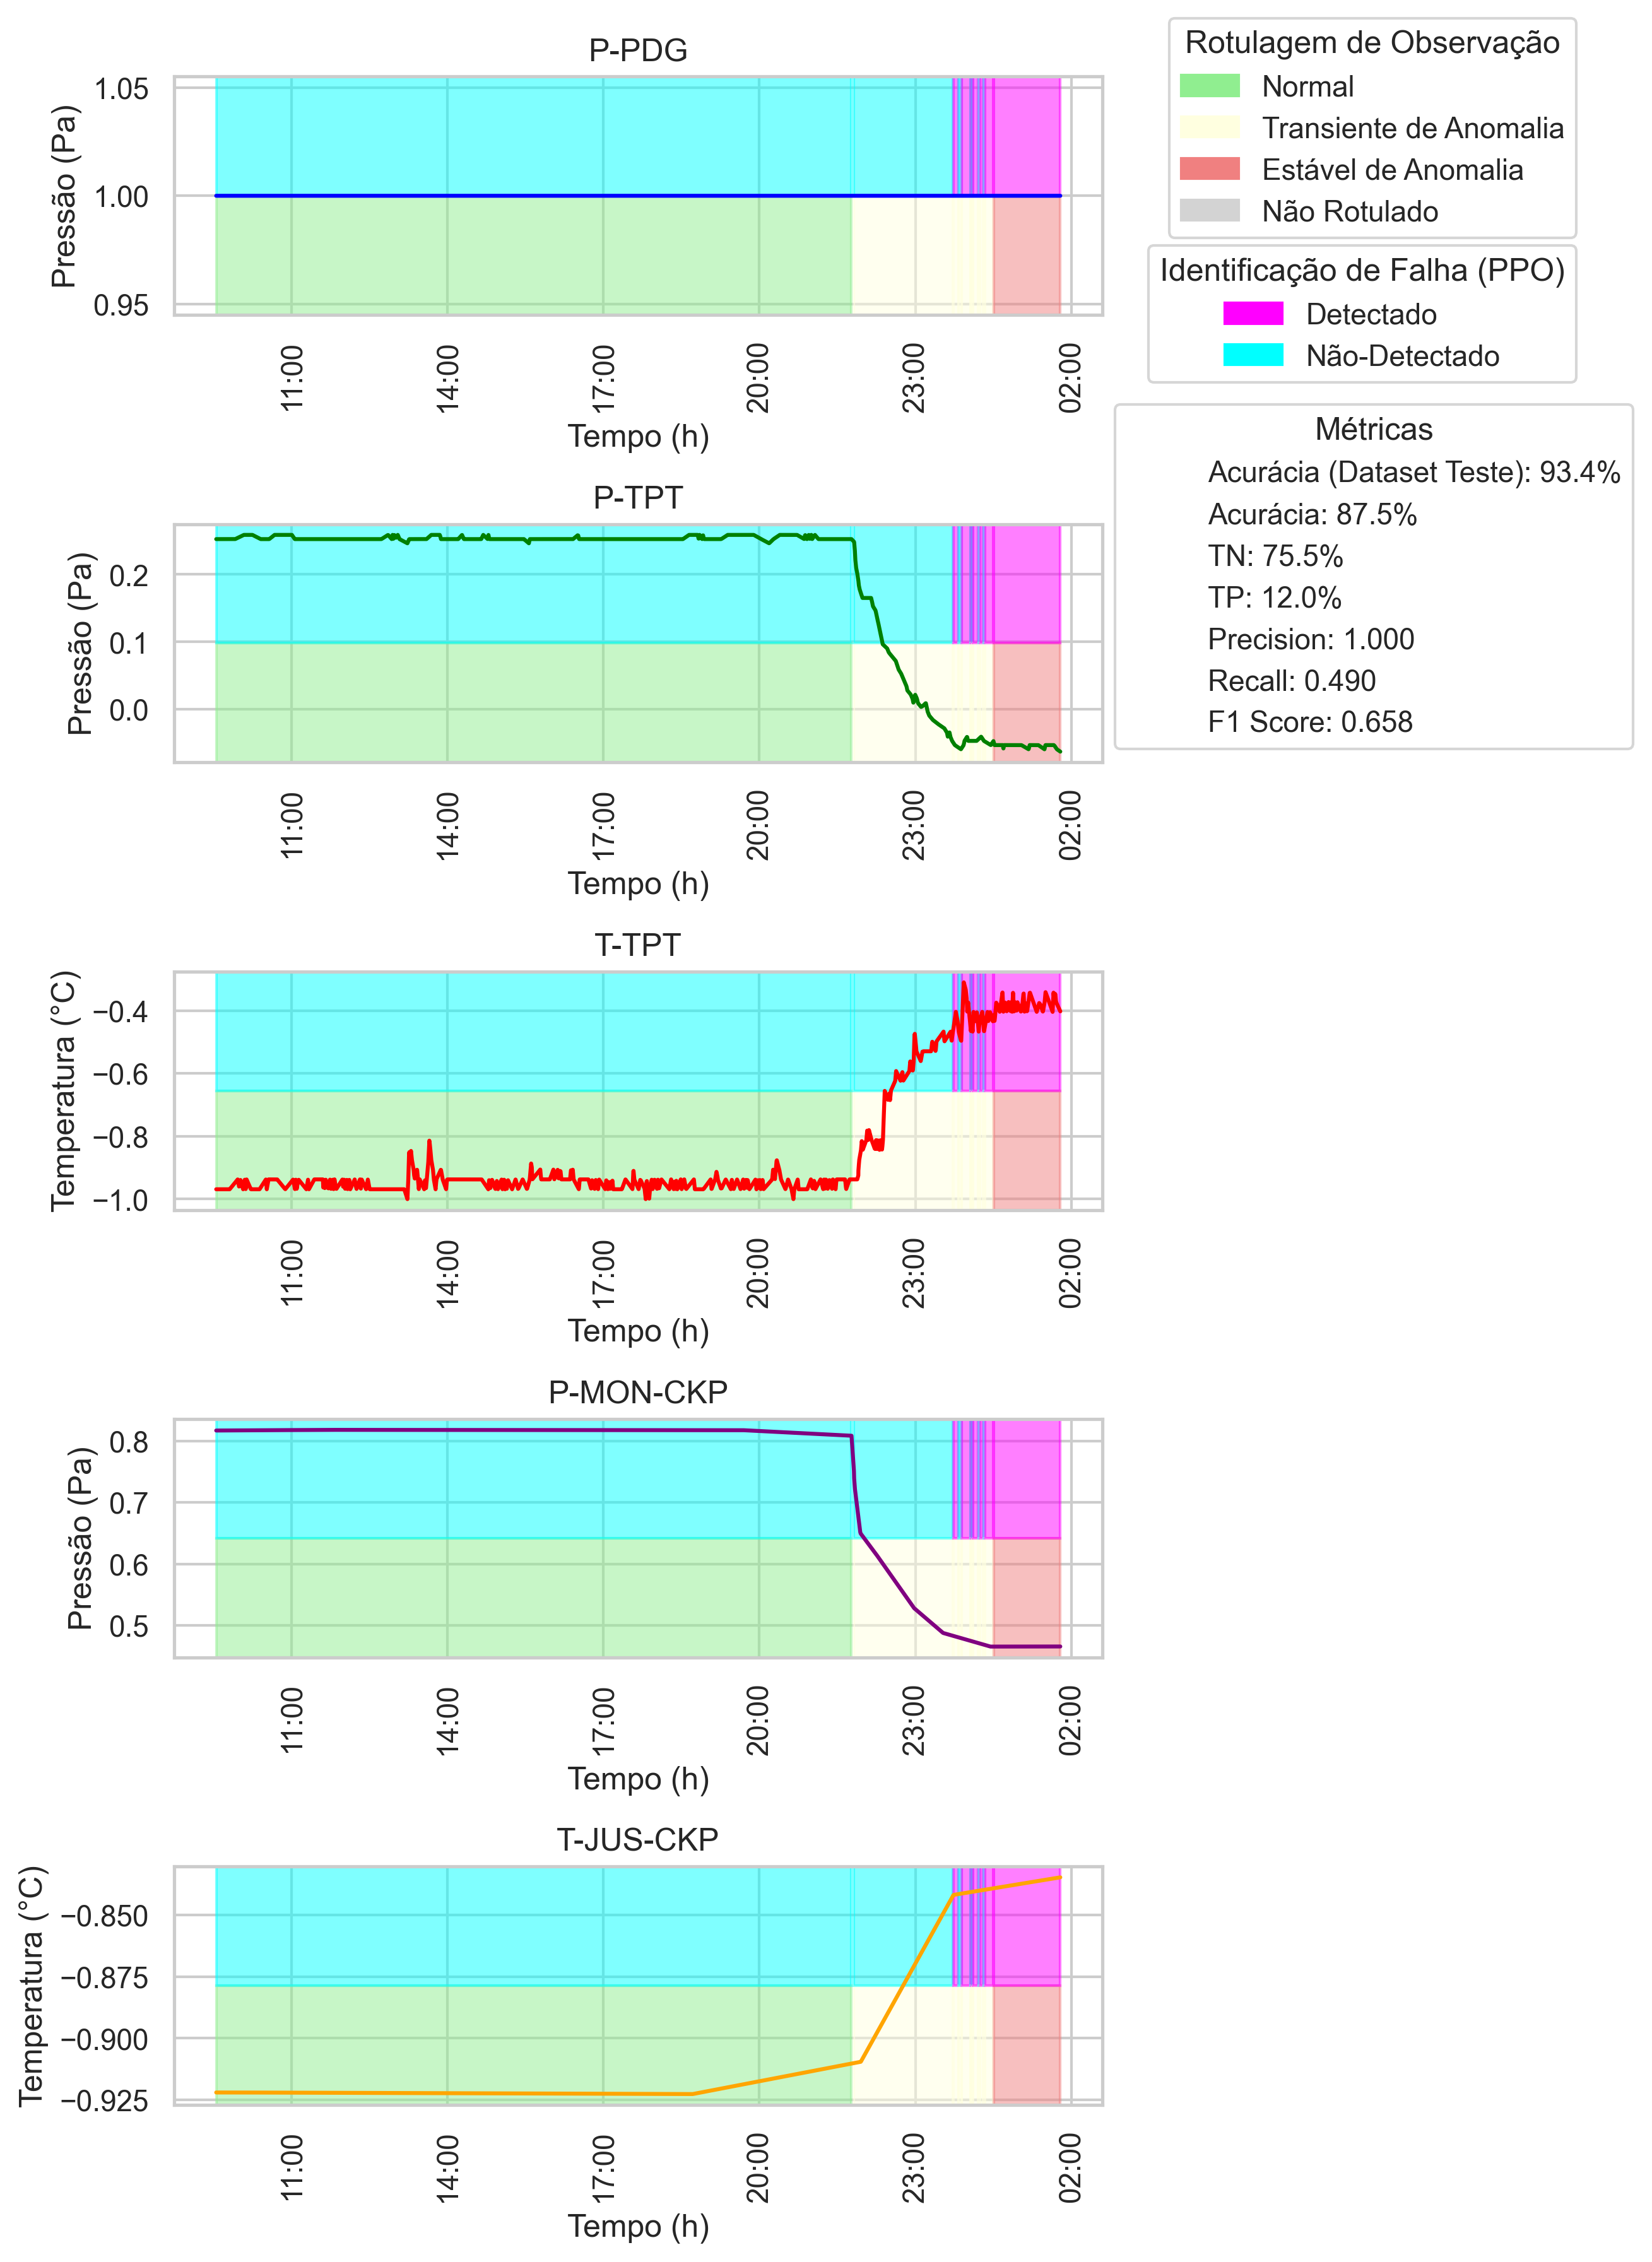 P-PDG
Pressão (Pa)
1.05
1.00
0.95
11:00
14:00
17:00
20:00
23:00
02:00
Tempo (h)
Rotulagem de Observação
Normal
Transiente de Anomalia
Estável de Anomalia
Não Rotulado
Identificação de Falha (PPO)
Detectado
Não-Detectado
Métricas
Acurácia (Dataset Teste): 93.4%
Acurácia: 87.5%
TN: 75.5%
TP: 12.0%
Precision: 1.000
Recall: 0.490
F1 Score: 0.658
P-TPT
Pressão (Pa)
0.2
0.1
0.0
11:00
14:00
17:00
20:00
23:00
02:00
Tempo (h)
T-TPT
Temperatura (°C)
−0.4
−0.6
−0.8
−1.0
11:00
14:00
17:00
20:00
23:00
02:00
Tempo (h)
P-MON-CKP
Pressão (Pa)
0.8
0.7
0.6
0.5
11:00
14:00
17:00
20:00
23:00
02:00
Tempo (h)
T-JUS-CKP
Temperatura (°C)
−0.850
−0.875
−0.900
−0.925
11:00
14:00
17:00
20:00
23:00
02:00
Tempo (h)